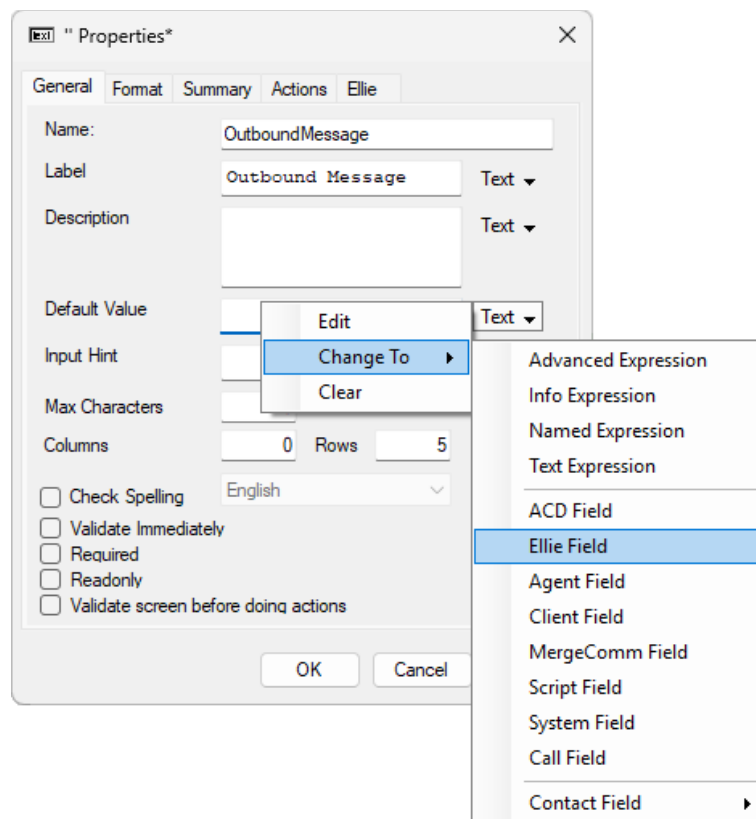 text " Properties*
General Format Summary Actions Ellie
Name: OutboundMessage
Label Outbound Message Text
Description Text
Default Value Text
Edit
Change To
Clear
Input Hint
Max Characters
Columns 0 Rows 5
Check Spelling English
Validate Immediately
Required
Readonly
Validate screen before doing actions
OK Cancel
Advanced Expression
Info Expression
Named Expression
Text Expression
ACD Field
Ellie Field
Agent Field
Client Field
MergeComm Field
Script Field
System Field
Call Field
Contact Field